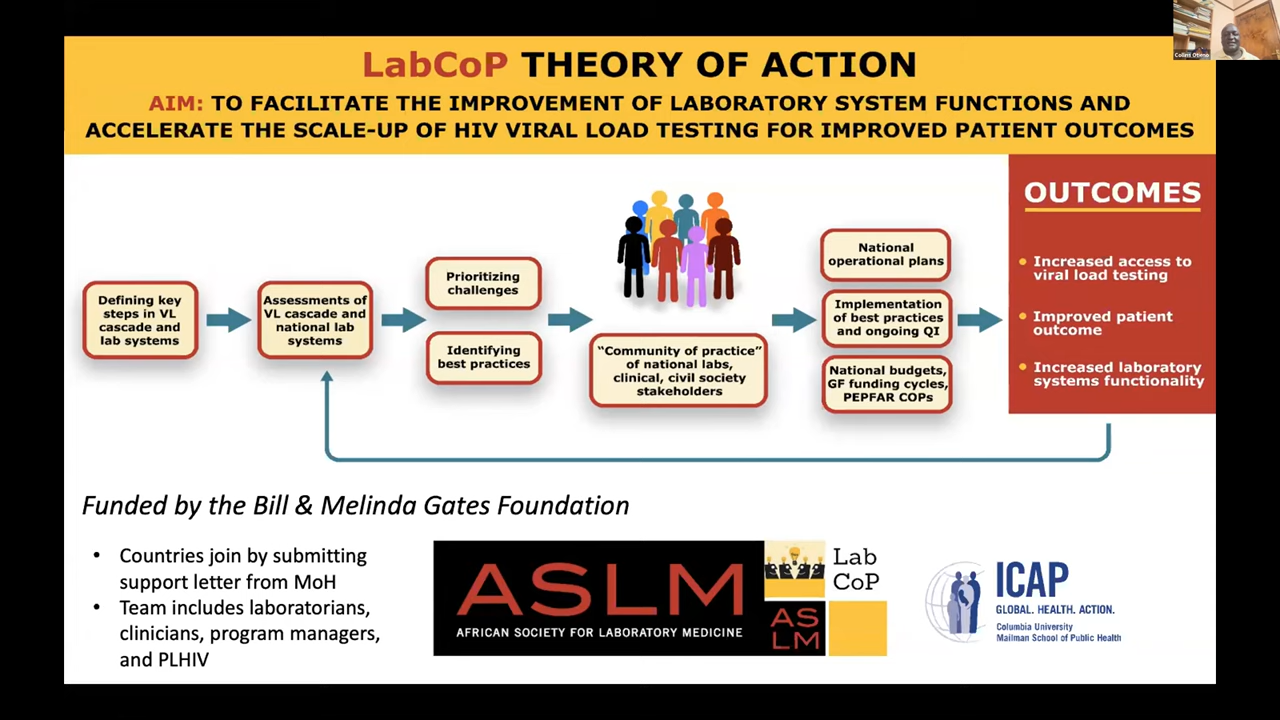 Collins Otieno
LabCoP THEORY OF ACTION
AIM: TO FACILITATE THE IMPROVEMENT OF LABORATORY SYSTEM FUNCTIONS AND
ACCELERATE THE SCALE-UP OF HIV VIRAL LOAD TESTING FOR IMPROVED PATIENT OUTCOMES
Defining key
steps in VL
cascade and
lab systems
Assessments of
VL cascade and
national lab
systems
Prioritizing
challenges
Identifying
best practices
“Community of practice”
of national labs,
clinical, civil society
stakeholders
National
operational plans
Implementation
of best practices
and ongoing QI
National budgets,
GF funding cycles,
PEPFAR COPs
OUTCOMES
• Increased access to
viral load testing
• Improved patient
outcome
• Increased laboratory
systems functionality
Funded by the Bill & Melinda Gates Foundation
• Countries join by submitting
support letter from MoH
• Team includes laboratorians,
clinicians, program managers,
and PLHIV
ASLM
AFRICAN SOCIETY FOR LABORATORY MEDICINE
Lab
CoP
AS
LM
ICAP
GLOBAL. HEALTH. ACTION.
Columbia University
Mailman School of Public Health